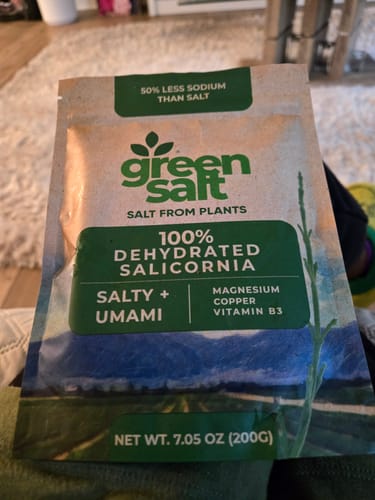 50% LESS SODIUM
THAN SALT
green
salt
SALT FROM PLANTS
100%
DEHYDRATED
SALICORNIA
SALTY +
UMAMI
MAGNESIUM
COPPER
VITAMIN B3
NET WT. 7.05 OZ (200G)